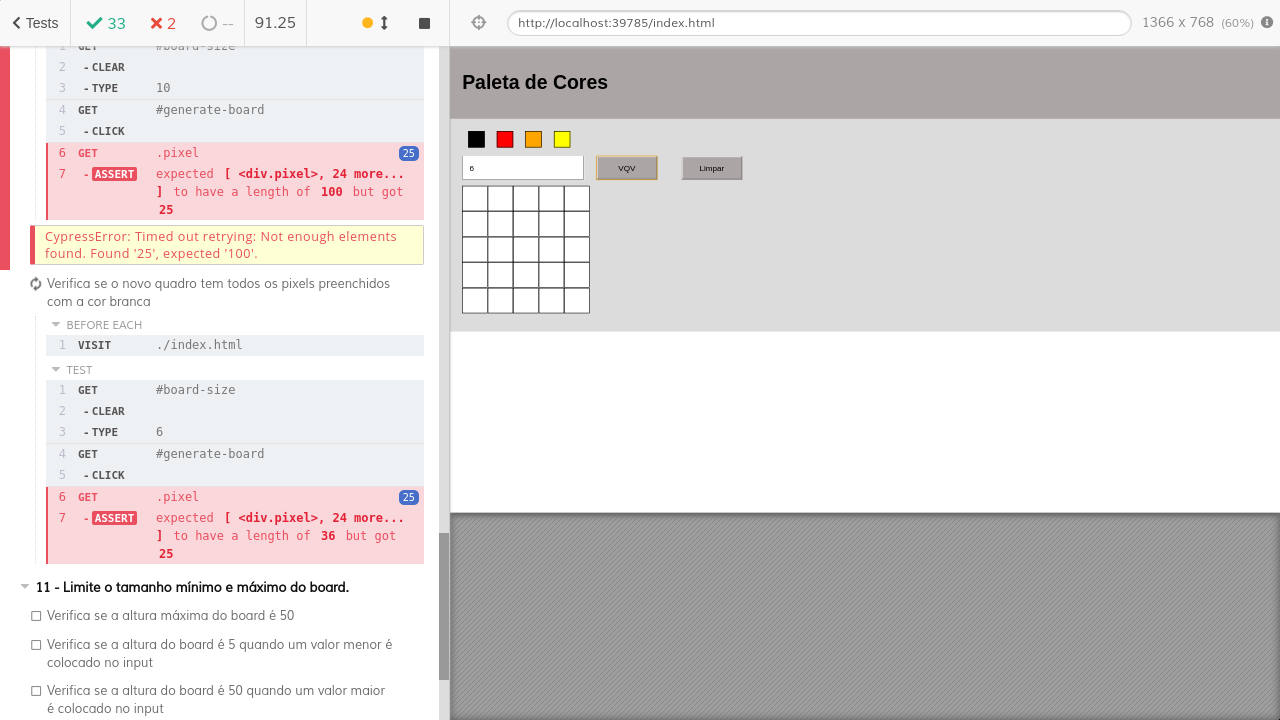 Tests 33 2 -- 91.25 http://localhost:39785/index.html 1366 x 768 (60%)
1 GET #board-size
2 -CLEAR
3 -TYPE 10
4 GET #generate-board
5 -CLICK
6 GET .pixel 25
7 -ASSERT expected [ <div.pixel>, 24 more...
] to have a length of 100 but got
25
CypressError: Timed out retrying: Not enough elements
found. Found '25', expected '100'.
Verifica se o novo quadro tem todos os pixels preenchidos
com a cor branca
BEFORE EACH
1 VISIT ./index.html
TEST
1 GET #board-size
2 -CLEAR
3 -TYPE 6
4 GET #generate-board
5 -CLICK
6 GET .pixel 25
7 -ASSERT expected [ <div.pixel>, 24 more...
] to have a length of 36 but got
25
11 - Limite o tamanho mínimo e máximo do board.
Verifica se a altura máxima do board é 50
Verifica se a altura do board é 5 quando um valor menor é
colocado no input
Verifica se a altura do board é 50 quando um valor maior
é colocado no input
Paleta de Cores
6 VQV Limpar